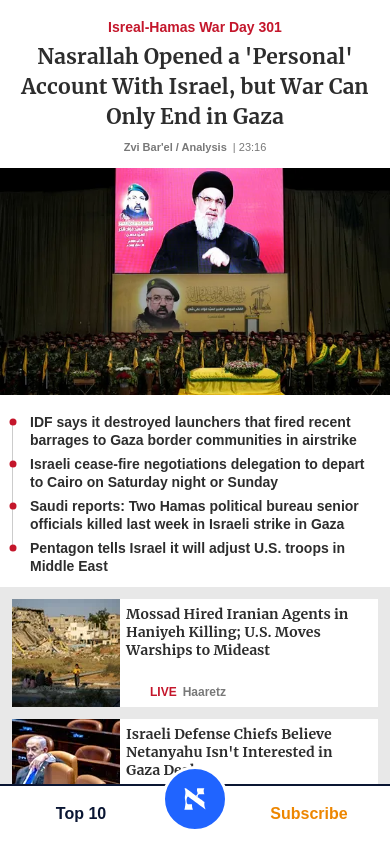 Isreal-Hamas War Day 301
Nasrallah Opened a 'Personal'
Account With Israel, but War Can
Only End in Gaza
Zvi Bar'el / Analysis | 23:16
IDF says it destroyed launchers that fired recent
barrages to Gaza border communities in airstrike
Israeli cease-fire negotiations delegation to depart
to Cairo on Saturday night or Sunday
Saudi reports: Two Hamas political bureau senior
officials killed last week in Israeli strike in Gaza
Pentagon tells Israel it will adjust U.S. troops in
Middle East
Mossad Hired Iranian Agents in
Haniyeh Killing; U.S. Moves
Warships to Mideast
LIVE Haaretz
Israeli Defense Chiefs Believe
Netanyahu Isn't Interested in
Gaza
Top 10
Subscribe